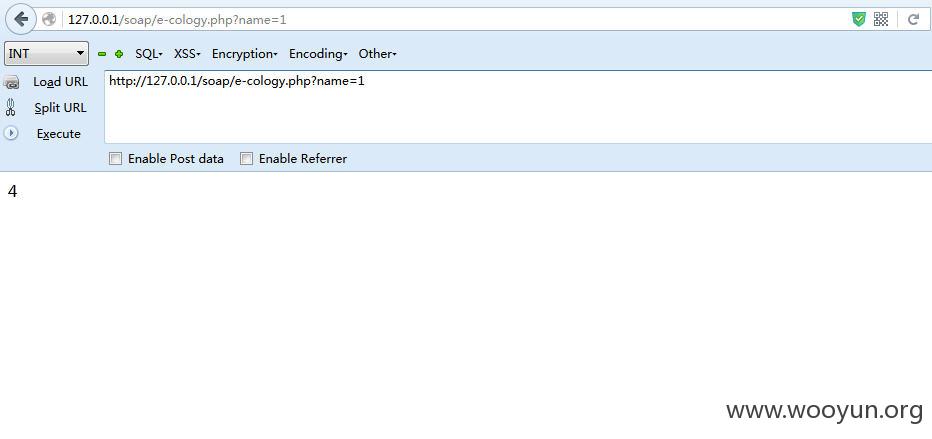 127.0.0.1/soap/e-cology.php?name=1
INT SQL▾ XSS▾ Encryption▾ Encoding▾ Other▾
Load URL http://127.0.0.1/soap/e-cology.php?name=1
Split URL
Execute
Enable Post data Enable Referrer
4
www.wooyun.org